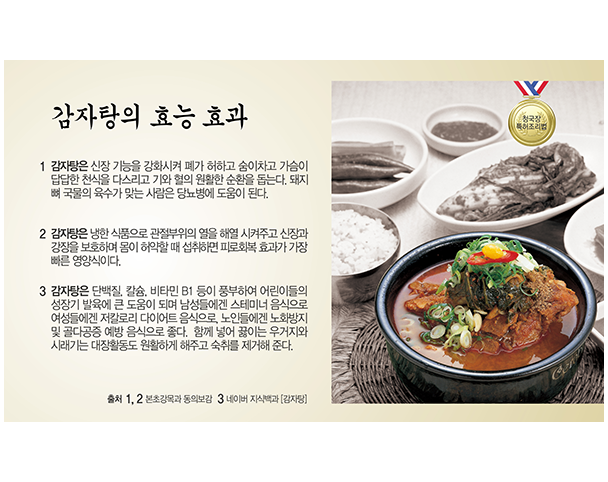 감자탕의 효능 효과
1 감자탕은 신장 기능을 강화시켜 폐가 허하고 숨이차고 가슴이
답답한 천식을 다스리고 기와 혈의 원활한 순환을 돕는다. 돼지
뼈 국물의 육수가 맞는 사람은 당뇨병에 도움이 된다.
2 감자탕은 냉한 식품으로 관절부위의 열을 해열 시켜주고 신장과
강장을 보호하며 몸이 허약할 때 섭취하면 피로회복 효과가 가장
빠른 영양식이다.
3 감자탕은 단백질, 칼슘, 비타민 B1 등이 풍부하여 어린이들의
성장기 발육에 큰 도움이 되며 남성들에겐 스테미너 음식으로
여성들에겐 저칼로리 다이어트 음식으로, 노인들에겐 노화방지
및 골다공증 예방 음식으로 좋다. 함께 넣어 끓이는 우거지와
시래기는 대장활동도 원활하게 해주고 숙취를 제거해 준다.
출처 1, 2 본초강목과 동의보감 3 네이버 지식백과 [감자탕]
청국장
특허조리법